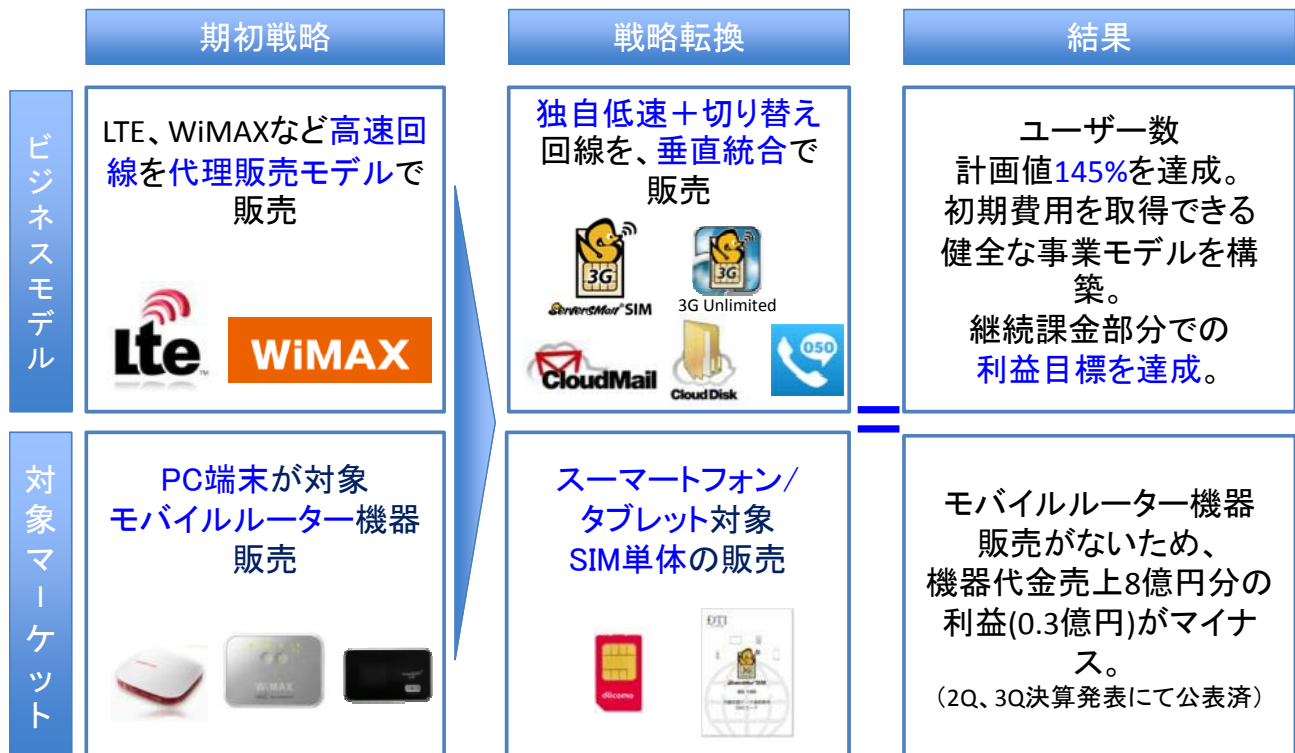 期初戦略
戦略転換
結果
ビジネスモデル
LTE、WiMAXなど高速回
線を代理販売モデルで
販売
Lte
TM
WiMAX
独自低速＋切り替え
回線を、垂直統合で
販売
3G
ServersMan®SIM
3G
3G Unlimited
CloudMail
CloudDisk
050
ユーザー数
計画値145%を達成。
初期費用を取得できる
健全な事業モデルを構
築。
継続課金部分での
利益目標を達成。
=
対象マーケット
PC端末が対象
モバイルルーター機器
販売
WiMAX
スーマートフォン/
タブレット対象
SIM単体の販売
docomo
DTI
ServersMan SIM
モバイルルーター機器
販売がないため、
機器代金売上8億円分の
利益(0.3億円)がマイナ
ス。
（2Q、3Q決算発表にて公表済）